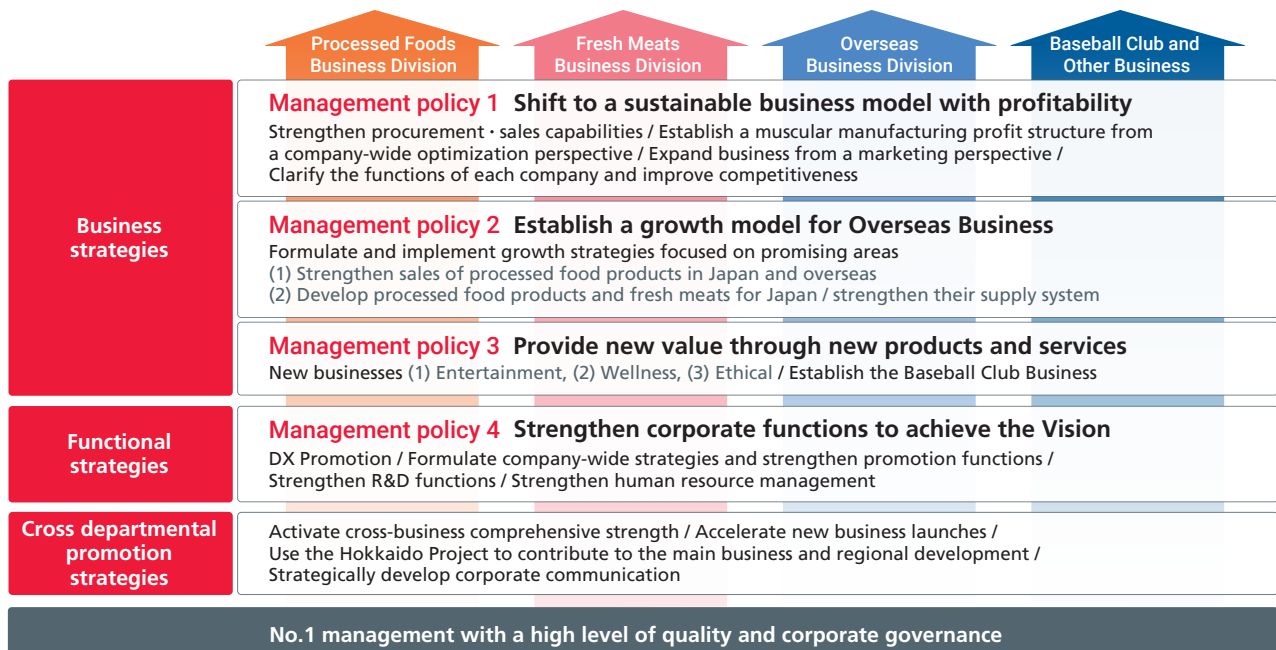 Processed Foods
Business Division
Fresh Meats
Business Division
Overseas
Business Division
Baseball Club and
Other Business
Business
strategies
Management policy 1 Shift to a sustainable business model with profitability
Strengthen procurement・sales capabilities / Establish a muscular manufacturing profit structure from
a company-wide optimization perspective / Expand business from a marketing perspective /
Clarify the functions of each company and improve competitiveness
Management policy 2 Establish a growth model for Overseas Business
Formulate and implement growth strategies focused on promising areas
(1) Strengthen sales of processed food products in Japan and overseas
(2) Develop processed food products and fresh meats for Japan / strengthen their supply system
Management policy 3 Provide new value through new products and services
New businesses (1) Entertainment, (2) Wellness, (3) Ethical / Establish the Baseball Club Business
Functional
strategies
Management policy 4 Strengthen corporate functions to achieve the Vision
DX Promotion / Formulate company-wide strategies and strengthen promotion functions /
Strengthen R&D functions / Strengthen human resource management
Cross departmental
promotion
strategies
Activate cross-business comprehensive strength / Accelerate new business launches /
Use the Hokkaido Project to contribute to the main business and regional development /
Strategically develop corporate communication
No.1 management with a high level of quality and corporate governance